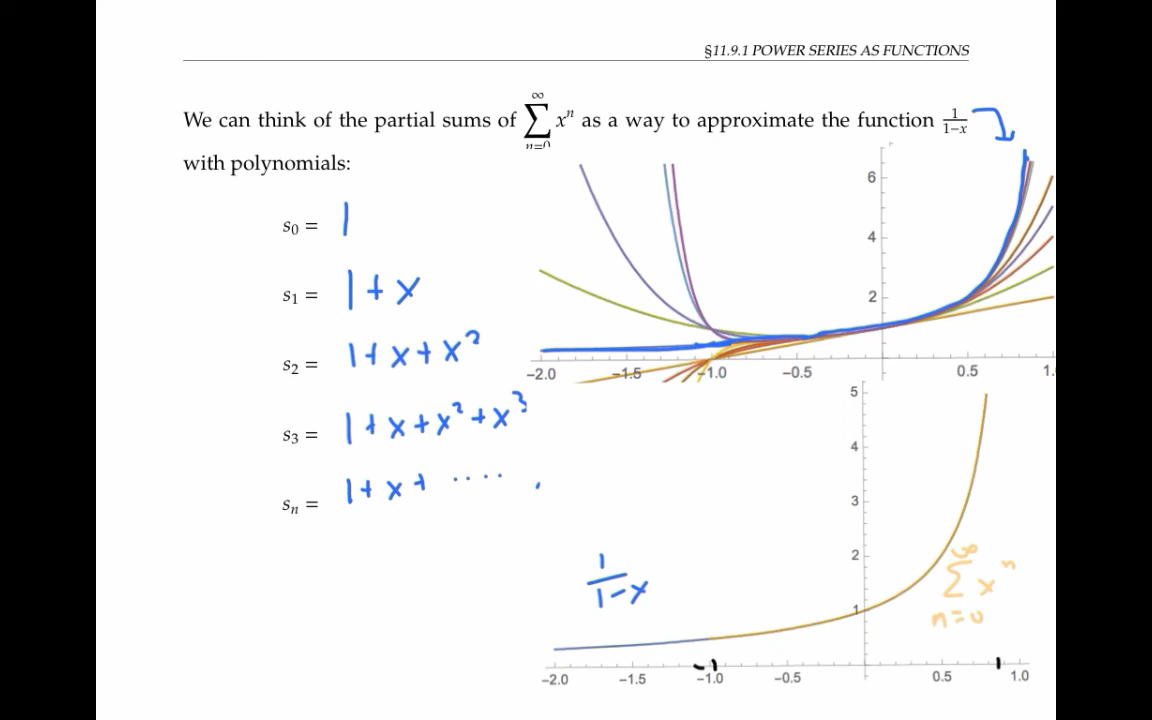 §11.9.1 POWER SERIES AS FUNCTIONS
We can think of the partial sums of ∑_{n=0}^{∞} xⁿ as a way to approximate the function 1/(1−x)
with polynomials:
s₀ = 1
s₁ = 1 + x
s₂ = 1 + x + x²
s₃ = 1 + x + x² + x³
sₙ = 1 + x + ....
6
4
2
−2.0 −1.5 −1.0 −0.5 0.5 1.
5
4
3
2
1
1/(1−x)
∑_{n=0}^{∞} xⁿ
−1
−2.0 −1.5 −1.0 −0.5 0.5 1.0